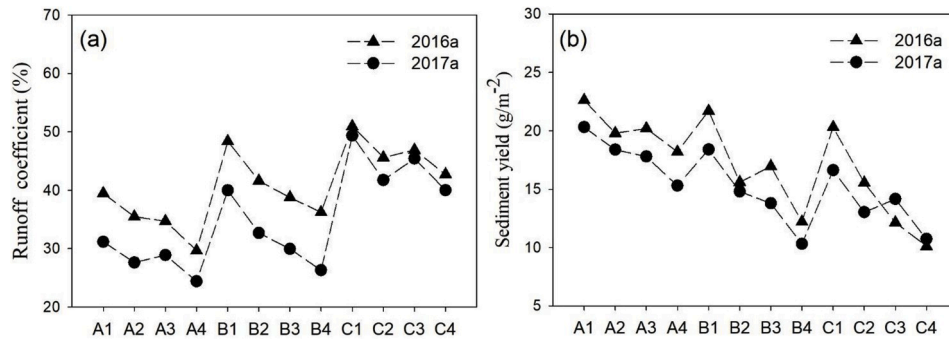 (a)
2016a
2017a
Runoff coefficient (%)
70
60
50
40
30
20
A1 A2 A3 A4 B1 B2 B3 B4 C1 C2 C3 C4
(b)
2016a
2017a
Sediment yield (g/m⁻²)
30
25
20
15
10
5
A1 A2 A3 A4 B1 B2 B3 B4 C1 C2 C3 C4